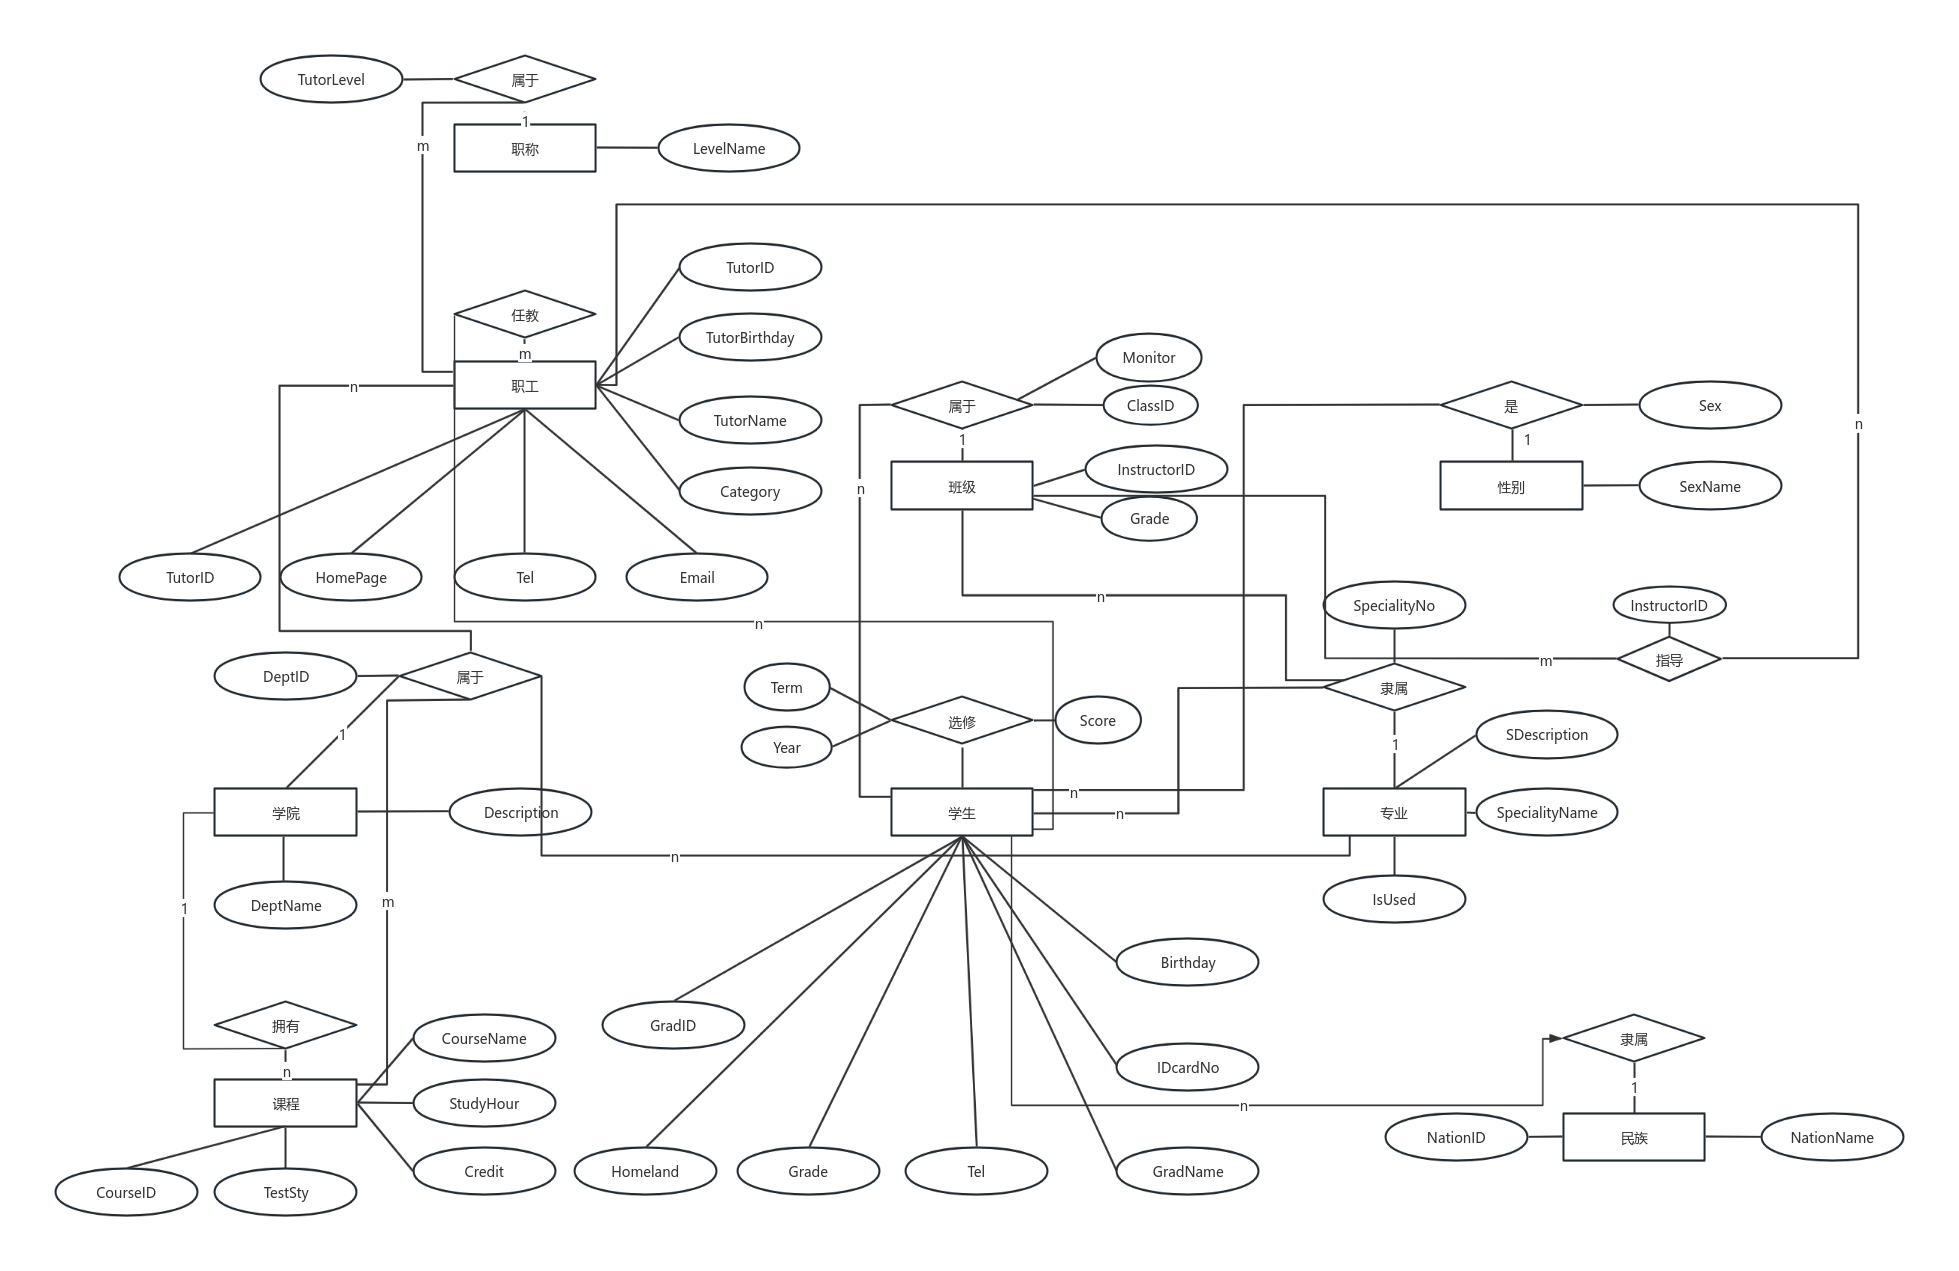 TutorLevel
属于
1
m
职称
LevelName
TutorID
任教
TutorBirthday
m
Monitor
n
职工
属于
ClassID
是
Sex
TutorName
n
1
1
InstructorID
n
班级
性别
SexName
Category
Grade
TutorID
HomePage
Tel
Email
n
SpecialityNo
InstructorID
n
DeptID
属于
m
指导
Term
隶属
选修
Score
1
Year
1
SDescription
n
学院
Description
学生
n
专业
SpecialityName
n
1
DeptName
m
IsUsed
Birthday
拥有
GradID
CourseName
隶属
n
IDcardNo
1
课程
StudyHour
n
NationID
民族
NationName
Credit
Homeland
Grade
Tel
GradName
CourseID
TestSty